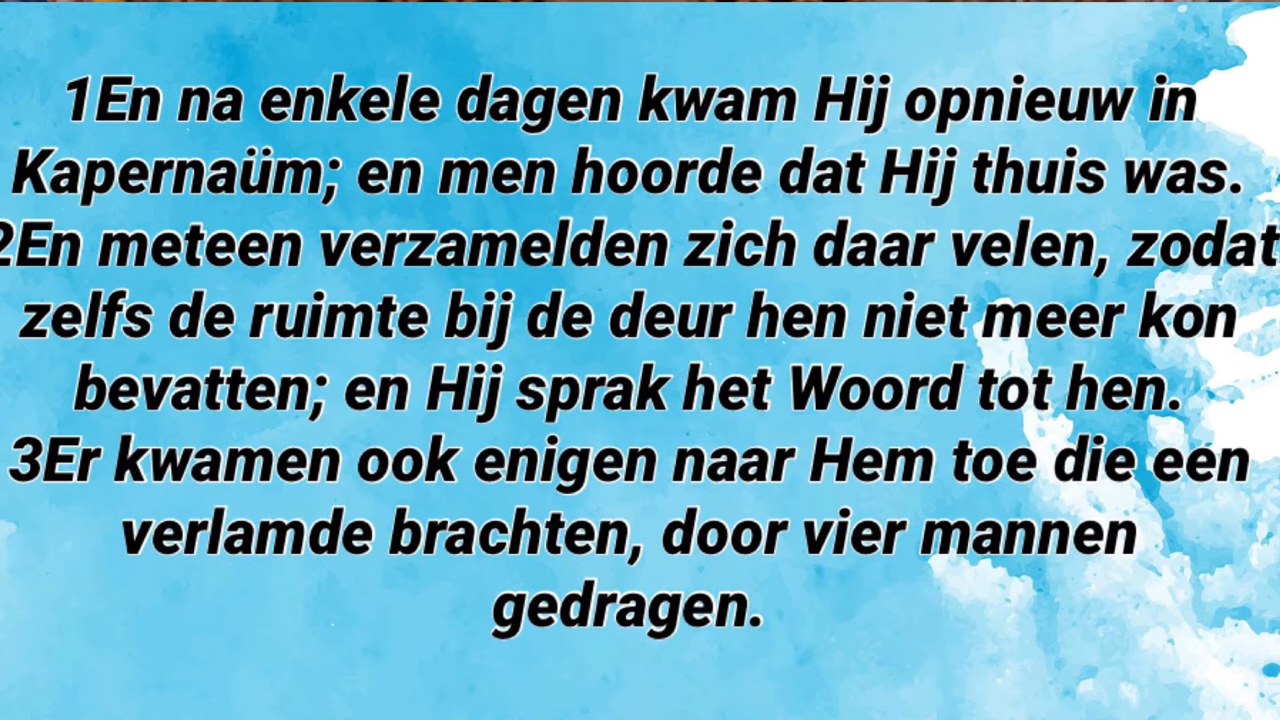 1En na enkele dagen kwam Hij opnieuw in
Kapernaüm; en men hoorde dat Hij thuis was.
2En meteen verzamelden zich daar velen, zodat
zelfs de ruimte bij de deur hen niet meer kon
bevatten; en Hij sprak het Woord tot hen.
3Er kwamen ook enigen naar Hem toe die een
verlamde brachten, door vier mannen
gedragen.